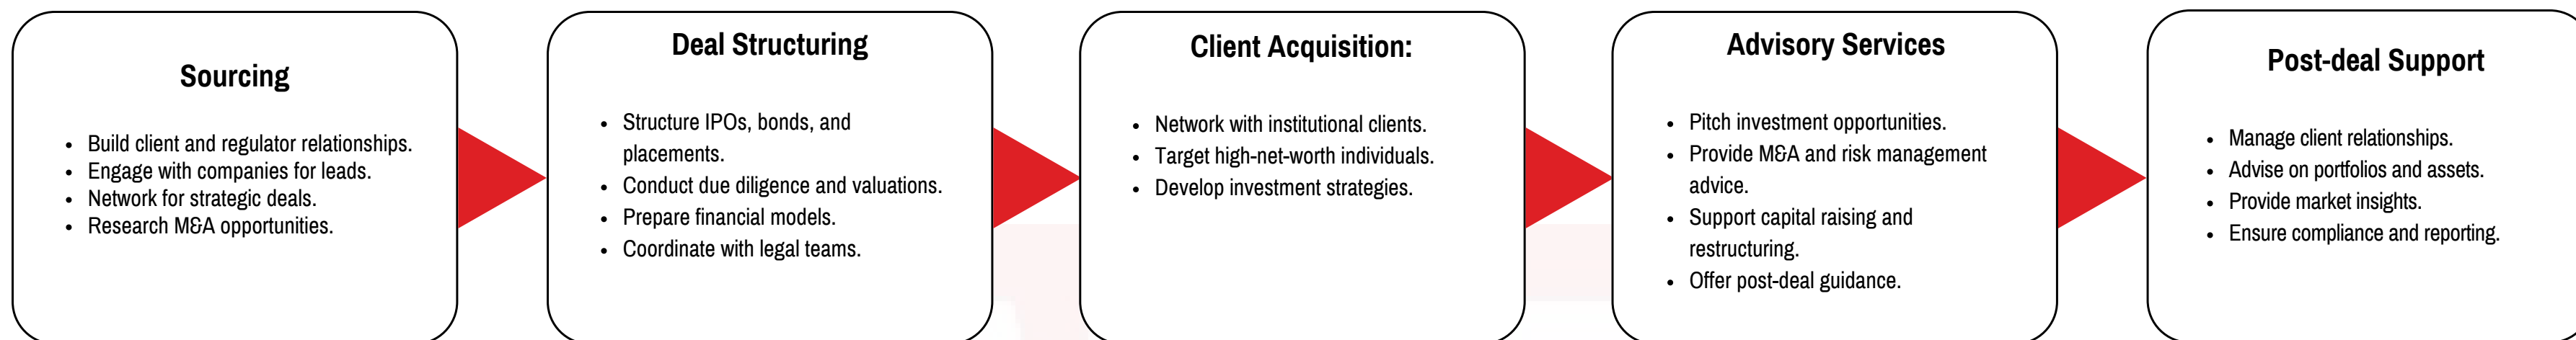 Sourcing
• Build client and regulator relationships.
• Engage with companies for leads.
• Network for strategic deals.
• Research M&A opportunities.
Deal Structuring
• Structure IPOs, bonds, and
placements.
• Conduct due diligence and valuations.
• Prepare financial models.
• Coordinate with legal teams.
Client Acquisition:
• Network with institutional clients.
• Target high-net-worth individuals.
• Develop investment strategies.
Advisory Services
• Pitch investment opportunities.
• Provide M&A and risk management
advice.
• Support capital raising and
restructuring.
• Offer post-deal guidance.
Post-deal Support
• Manage client relationships.
• Advise on portfolios and assets.
• Provide market insights.
• Ensure compliance and reporting.